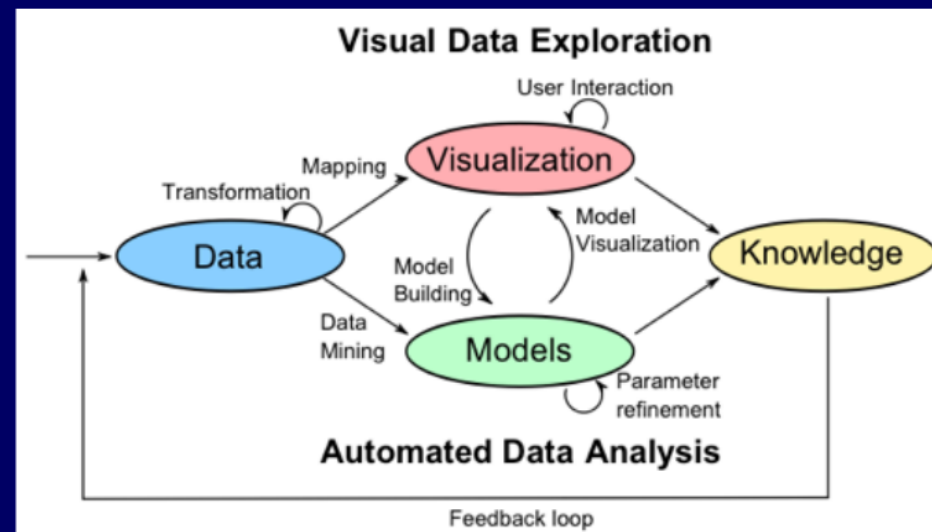 Visual Data Exploration
User Interaction
Visualization
Mapping
Transformation
Data
Model
Building
Model
Visualization
Knowledge
Data
Mining
Models
Parameter
refinement
Automated Data Analysis
Feedback loop